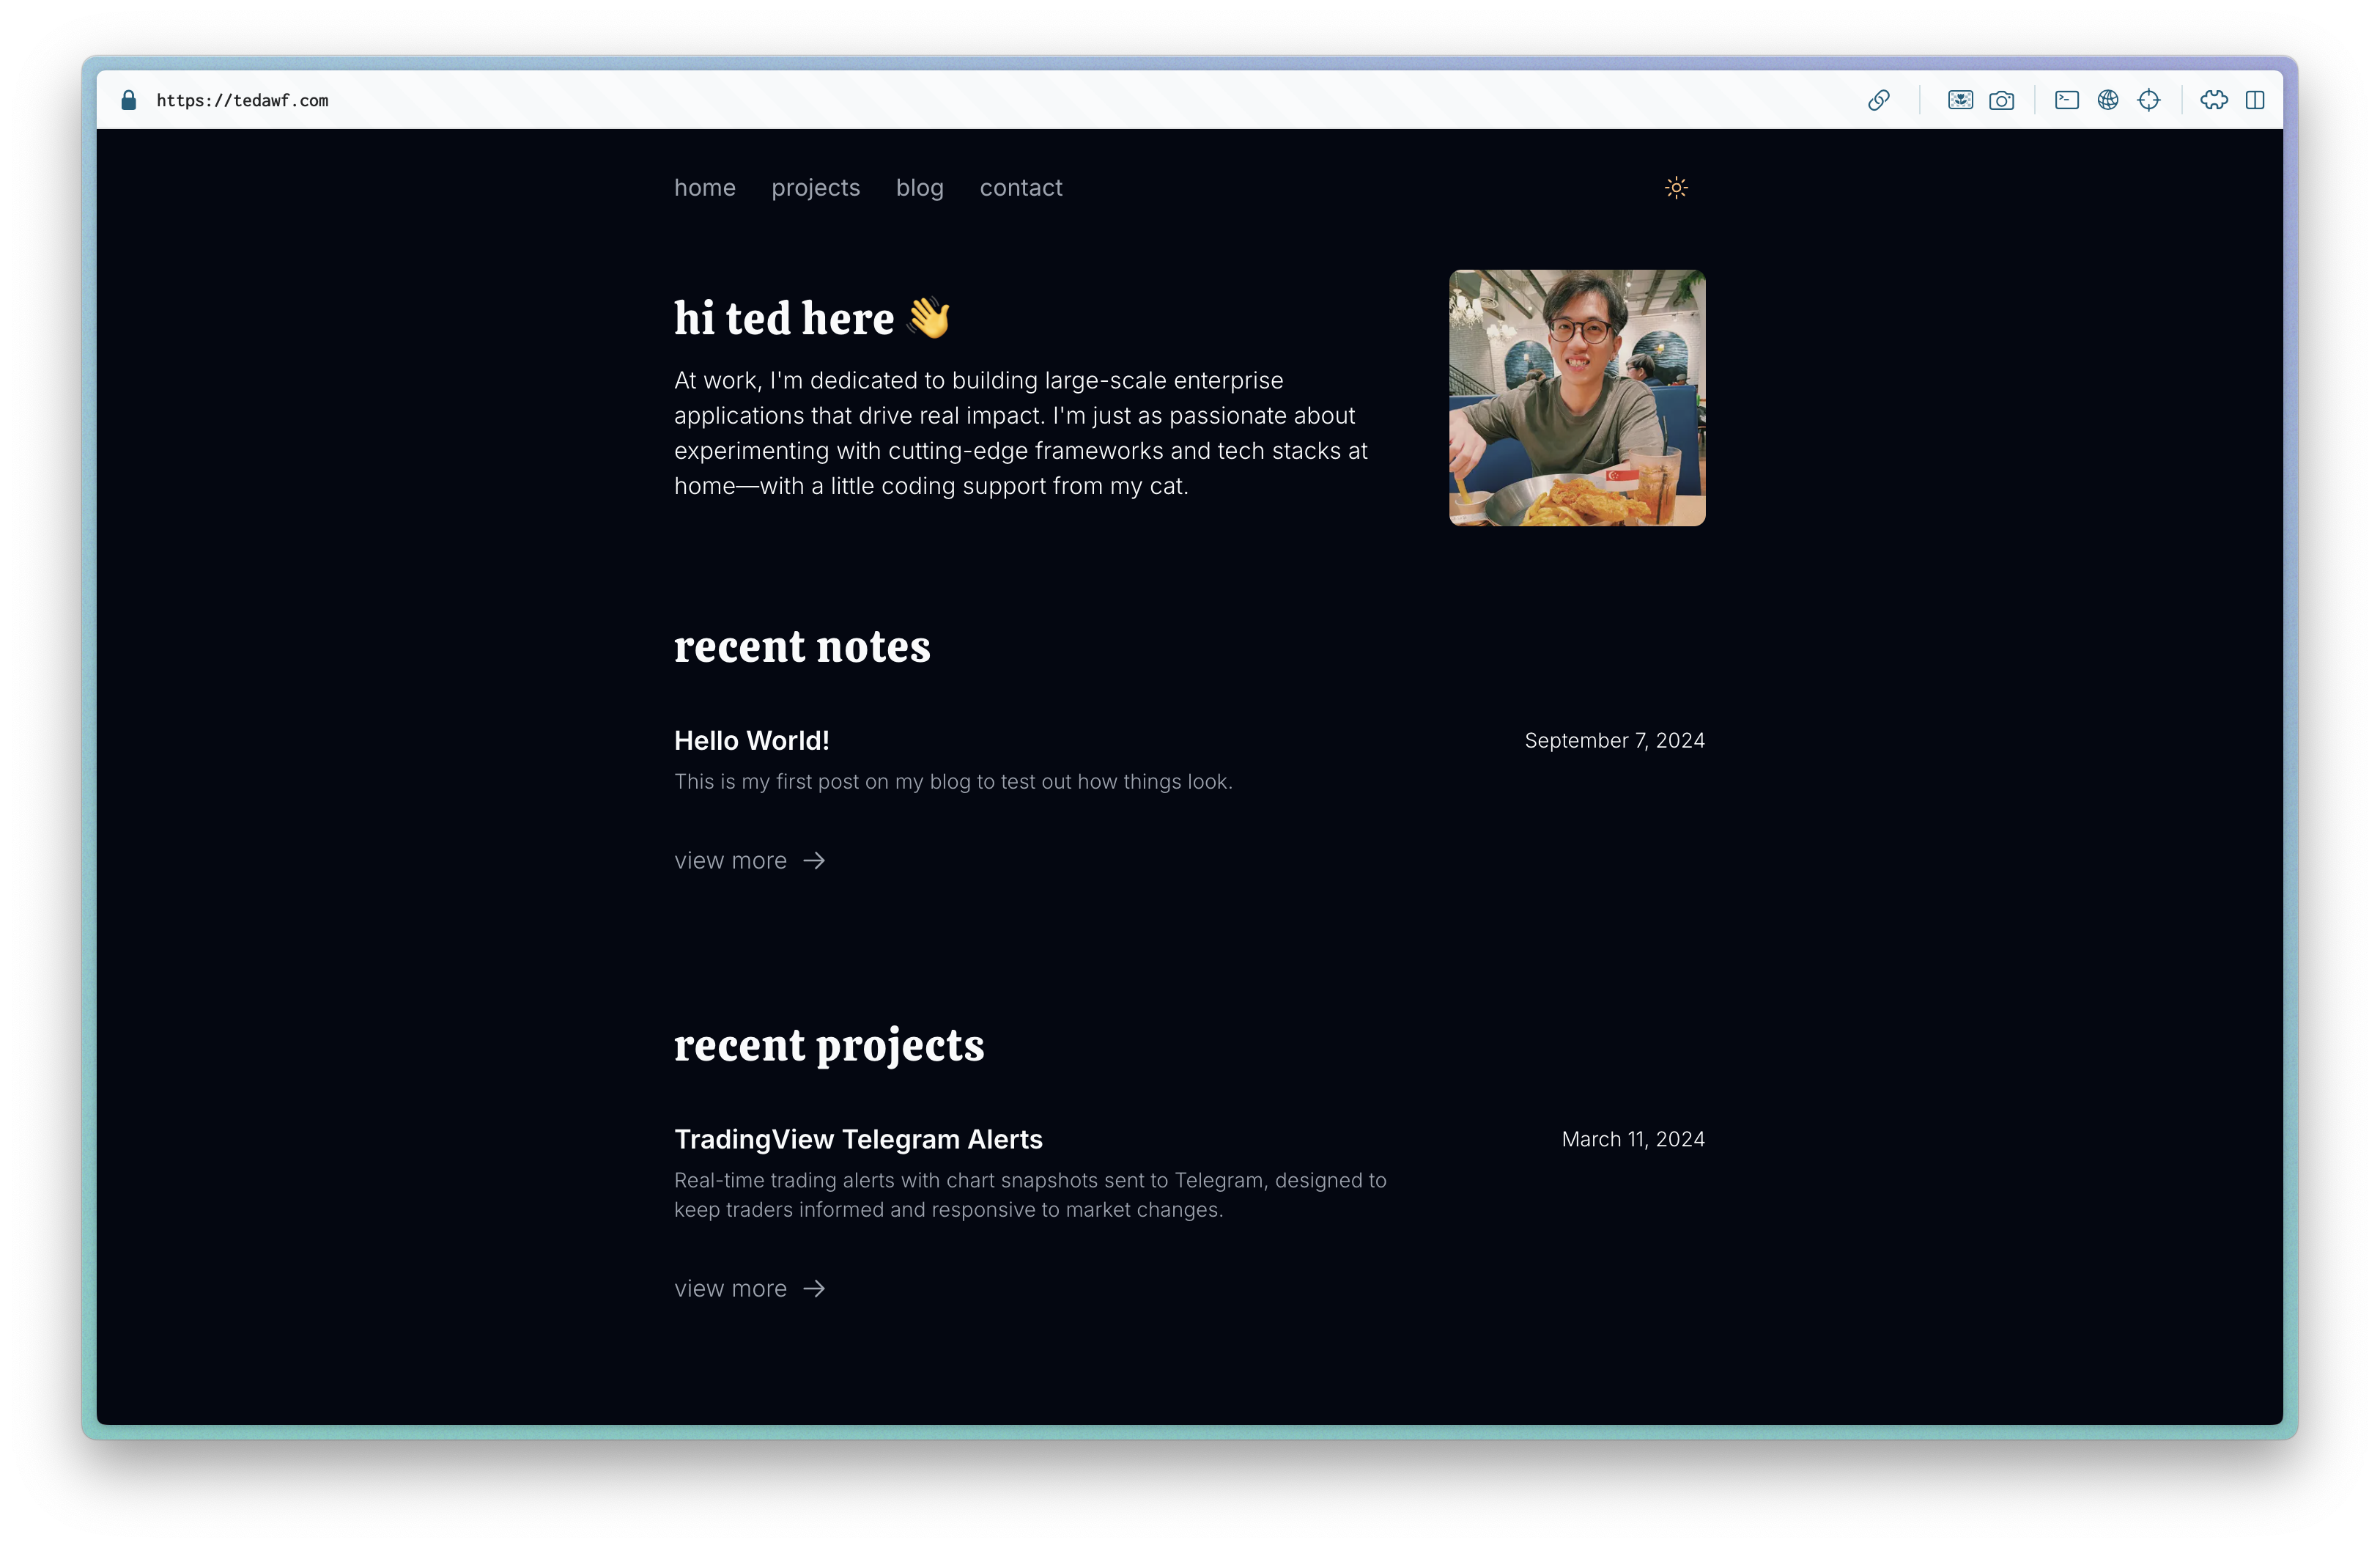 https://tedawf.com
home projects blog contact
hi ted here 👋
At work, I'm dedicated to building large-scale enterprise
applications that drive real impact. I'm just as passionate about
experimenting with cutting-edge frameworks and tech stacks at
home—with a little coding support from my cat.
recent notes
Hello World!
September 7, 2024
This is my first post on my blog to test out how things look.
view more →
recent projects
TradingView Telegram Alerts
March 11, 2024
Real-time trading alerts with chart snapshots sent to Telegram, designed to
keep traders informed and responsive to market changes.
view more →